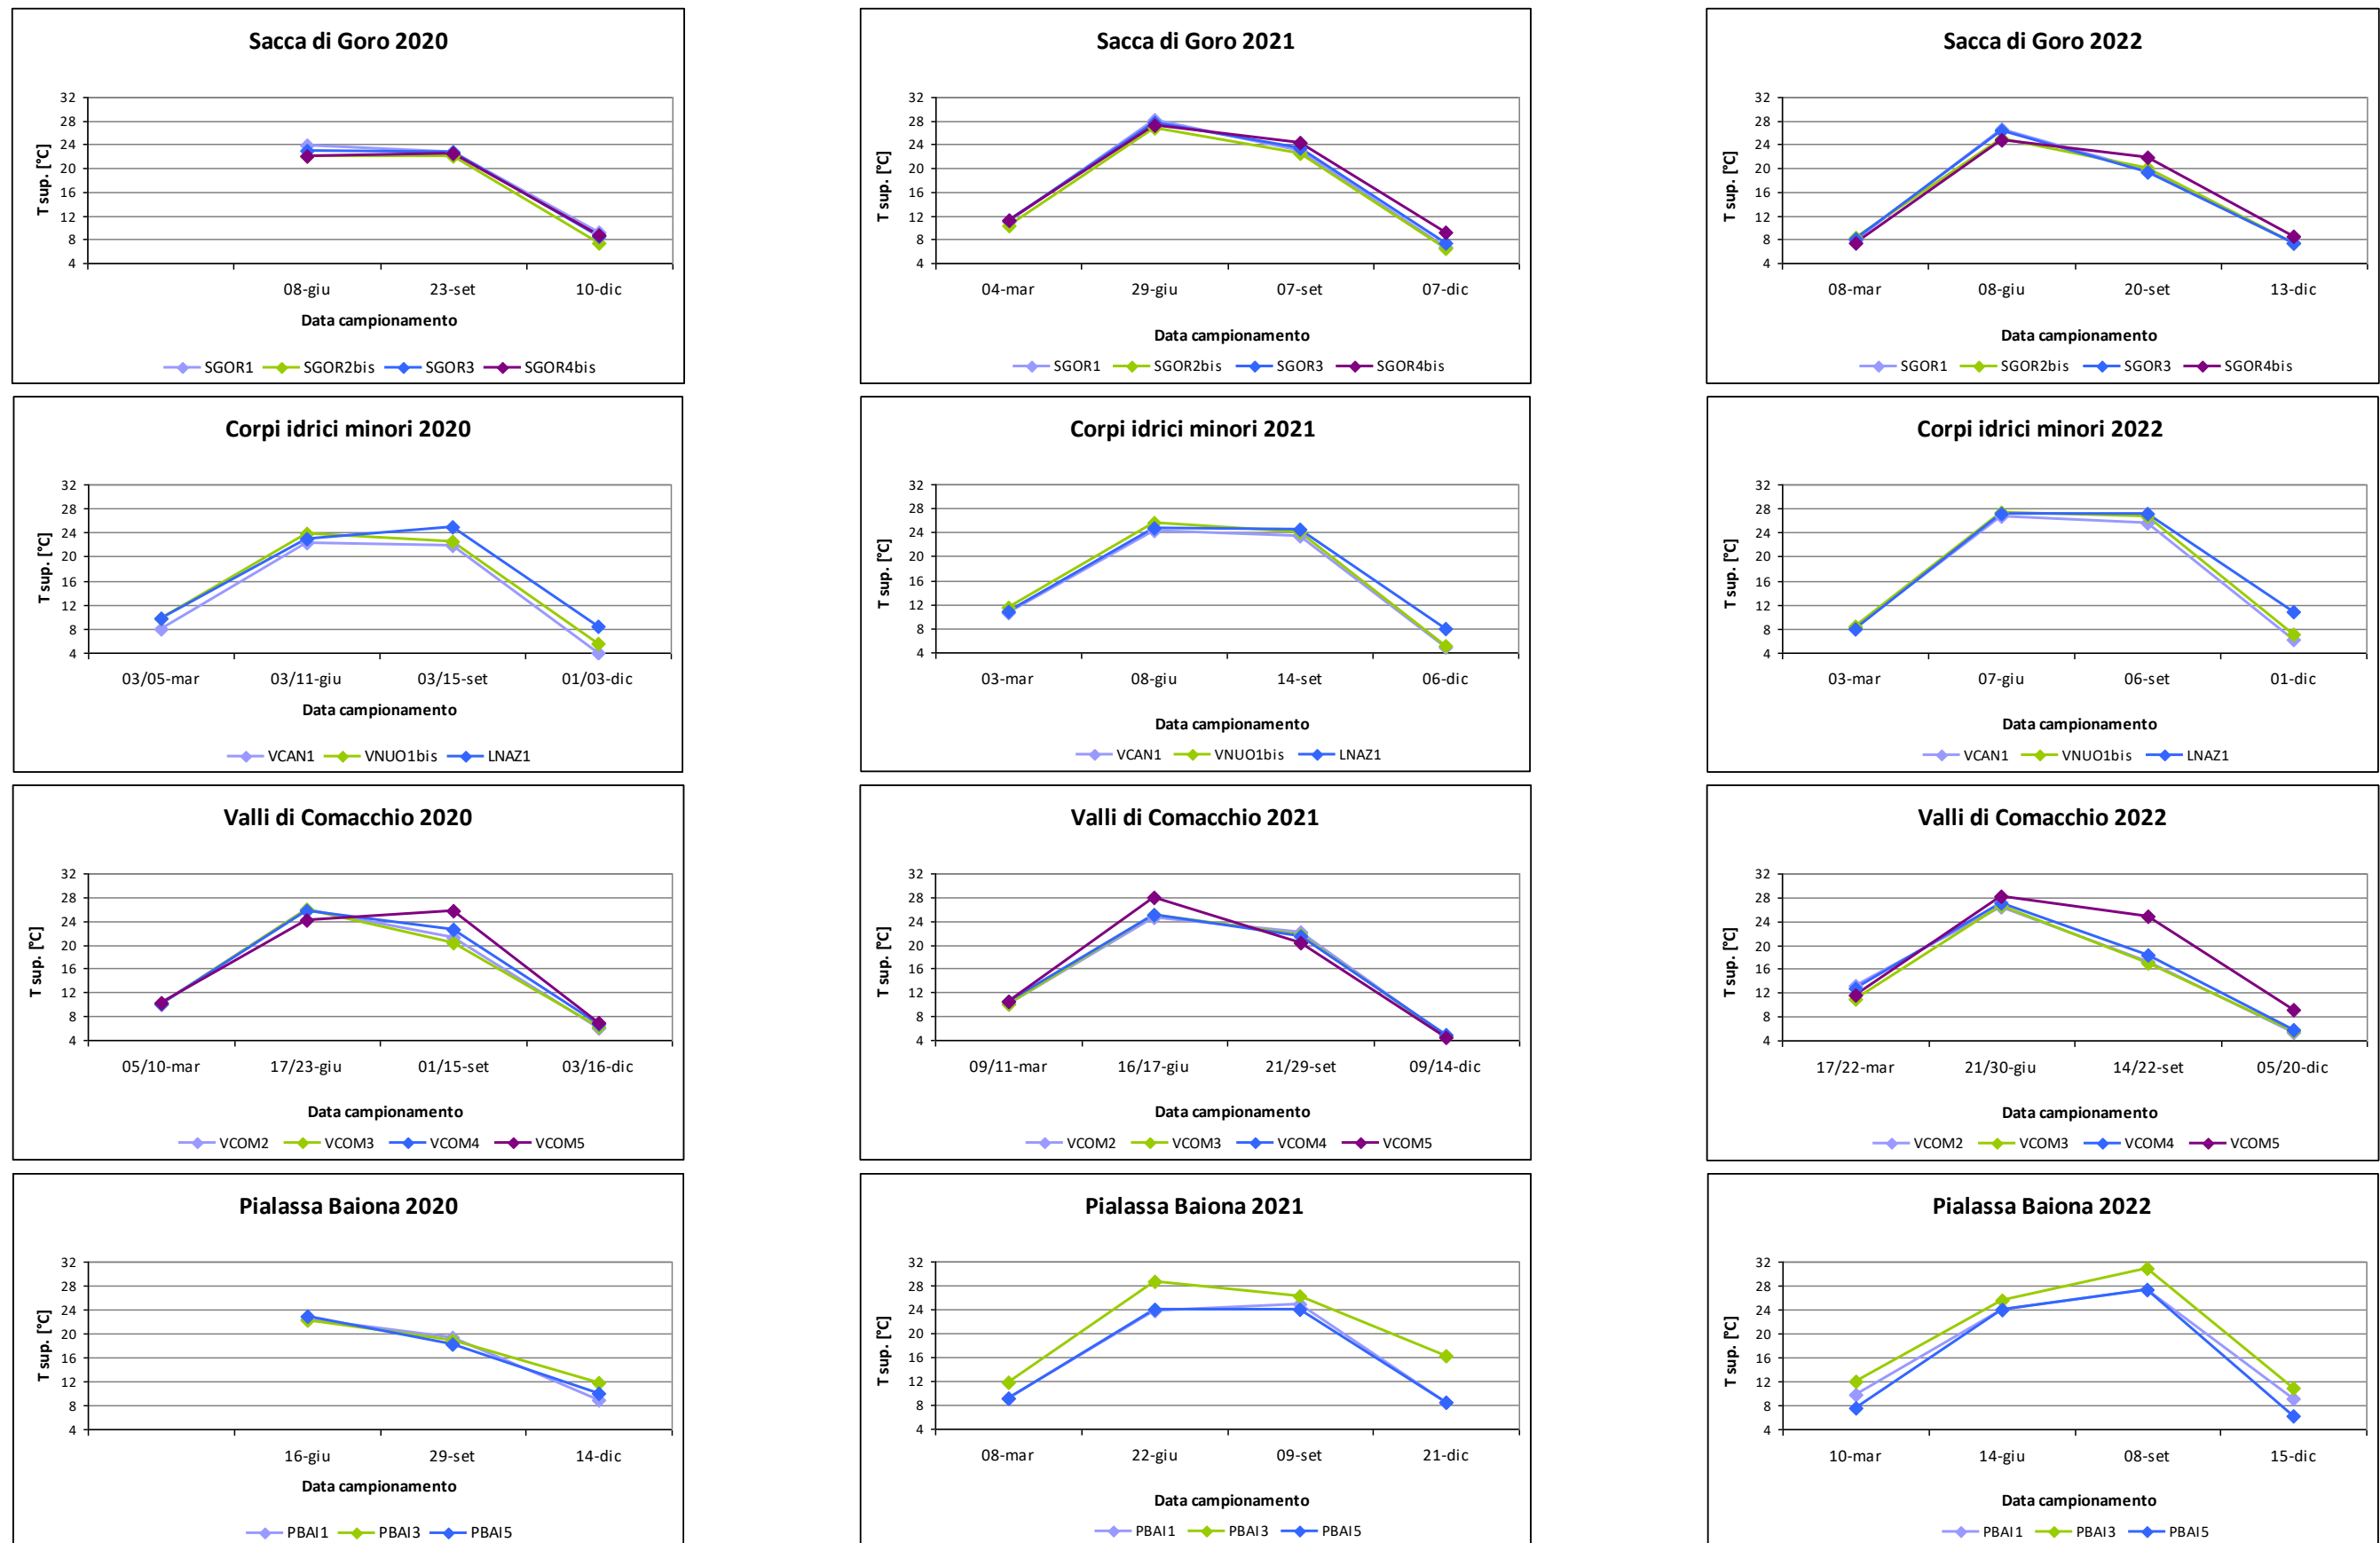 Sacca di Goro 2020
32
28
24
20
16
12
8
4
T sup. [°C]
08-giu 23-set 10-dic
Data campionamento
SGOR1 SGOR2bis SGOR3 SGOR4bis
Sacca di Goro 2021
32
28
24
20
16
12
8
4
T sup. [°C]
04-mar 29-giu 07-set 07-dic
Data campionamento
SGOR1 SGOR2bis SGOR3 SGOR4bis
Sacca di Goro 2022
32
28
24
20
16
12
8
4
T sup. [°C]
08-mar 08-giu 20-set 13-dic
Data campionamento
SGOR1 SGOR2bis SGOR3 SGOR4bis
Corpi idrici minori 2020
32
28
24
20
16
12
8
4
T sup. [°C]
03/05-mar 03/11-giu 03/15-set 01/03-dic
Data campionamento
VCAN1 VNUO1bis LNAZ1
Corpi idrici minori 2021
32
28
24
20
16
12
8
4
T sup. [°C]
03-mar 08-giu 14-set 06-dic
Data campionamento
VCAN1 VNUO1bis LNAZ1
Corpi idrici minori 2022
32
28
24
20
16
12
8
4
T sup. [°C]
03-mar 07-giu 06-set 01-dic
Data campionamento
VCAN1 VNUO1bis LNAZ1
Valli di Comacchio 2020
32
28
24
20
16
12
8
4
T sup. [°C]
05/10-mar 17/23-giu 01/15-set 03/16-dic
Data campionamento
VCOM2 VCOM3 VCOM4 VCOM5
Valli di Comacchio 2021
32
28
24
20
16
12
8
4
T sup. [°C]
09/11-mar 16/17-giu 21/29-set 09/14-dic
Data campionamento
VCOM2 VCOM3 VCOM4 VCOM5
Valli di Comacchio 2022
32
28
24
20
16
12
8
4
T sup. [°C]
17/22-mar 21/30-giu 14/22-set 05/20-dic
Data campionamento
VCOM2 VCOM3 VCOM4 VCOM5
Pialassa Baiona 2020
32
28
24
20
16
12
8
4
T sup. [°C]
16-giu 29-set 14-dic
Data campionamento
PBAI1 PBAI3 PBAI5
Pialassa Baiona 2021
32
28
24
20
16
12
8
4
T sup. [°C]
08-mar 22-giu 09-set 21-dic
Data campionamento
PBAI1 PBAI3 PBAI5
Pialassa Baiona 2022
32
28
24
20
16
12
8
4
T sup. [°C]
10-mar 14-giu 08-set 15-dic
Data campionamento
PBAI1 PBAI3 PBAI5